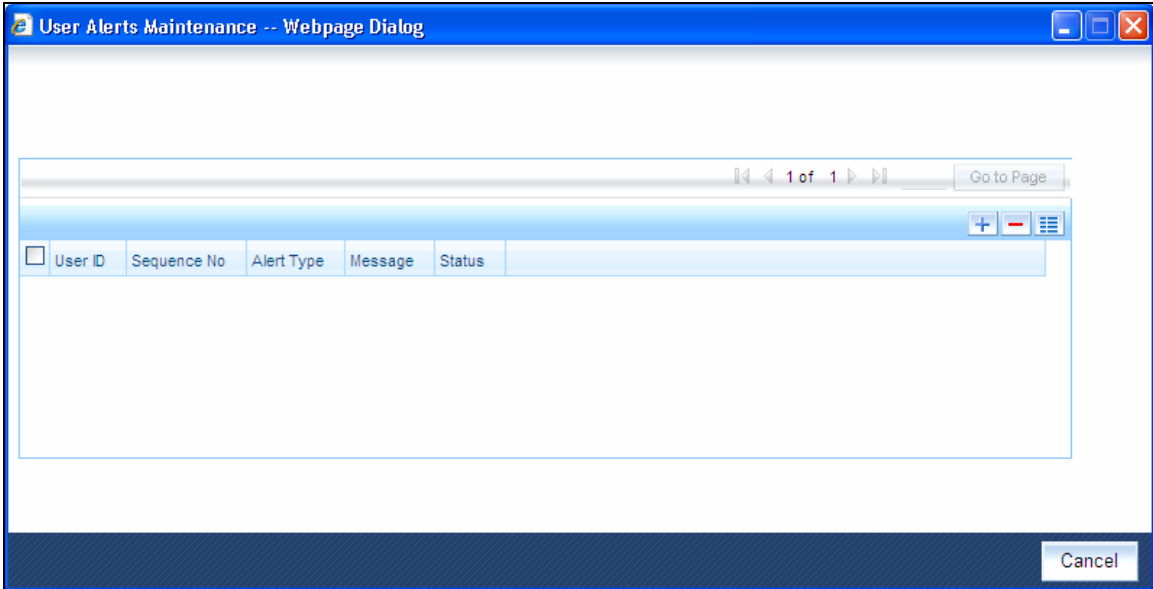 User Alerts Maintenance -- Webpage Dialog
1 of 1 Go to Page
User ID Sequence No Alert Type Message Status
Cancel